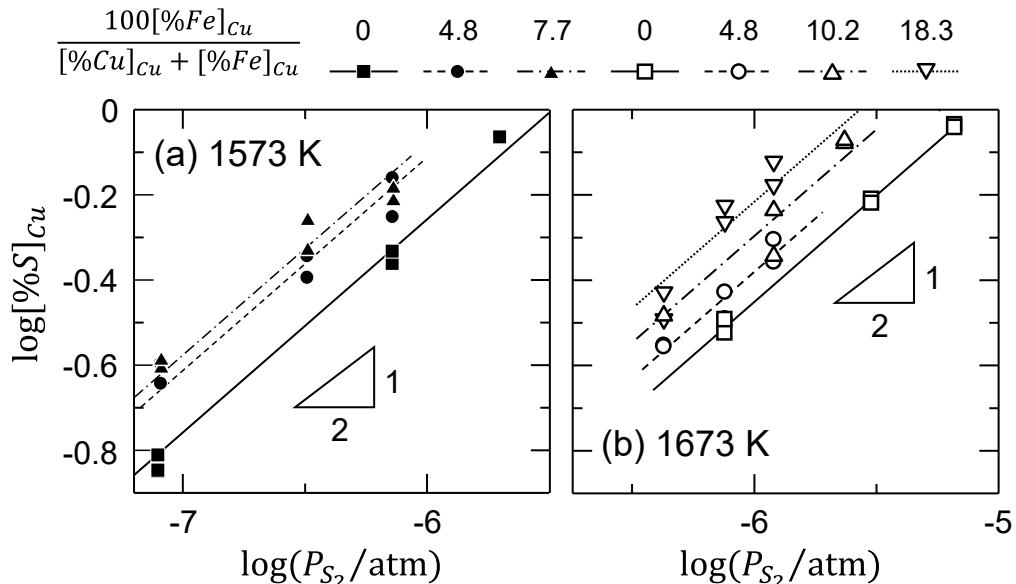 100[%Fe]Cu 0 4.8 7.7 0 4.8 10.2 18.3
[%Cu]Cu + [%Fe]Cu
0
(a) 1573 K
(b) 1673 K
-0.2
-0.4
-0.6
-0.8
log[%S]Cu
1
2
1
2
-7 -6 -6 -5
log(PS2/atm) log(PS2/atm)